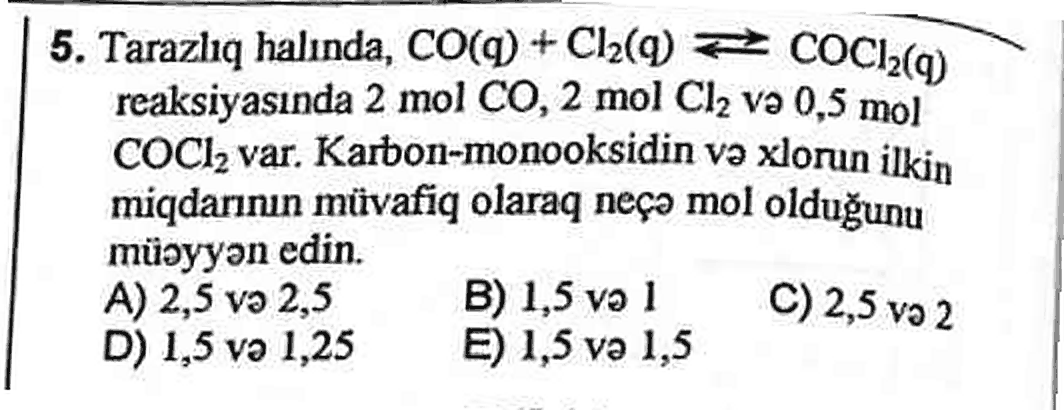 5. Tarazlıq halında, CO(q) + Cl₂(q) ⇄ COCl₂(q)
reaksiyasında 2 mol CO, 2 mol Cl₂ və 0,5 mol
COCl₂ var. Karbon-monooksidin və xlorun ilkin
miqdarının müvafiq olaraq neçə mol olduğunu
müəyyən edin.
A) 2,5 və 2,5 B) 1,5 və 1 C) 2,5 və 2
D) 1,5 və 1,25 E) 1,5 və 1,5